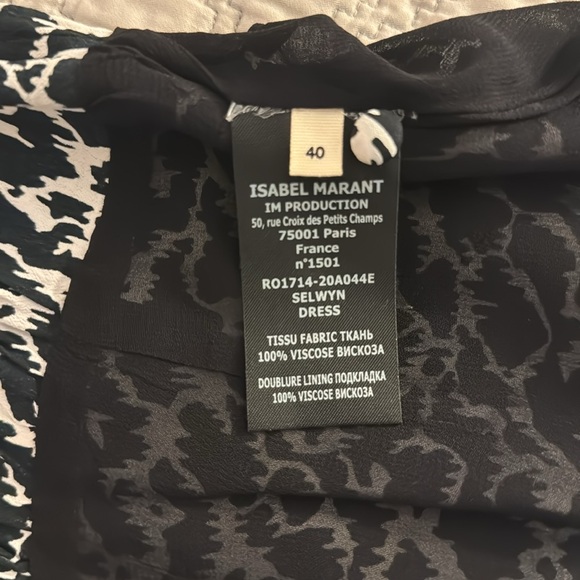 40
ISABEL MARANT
IM PRODUCTION
50, rue Croix des Petits Champs
75001 Paris
France
n°1501
RO1714-20A044E
SELWYN
DRESS
TISSU FABRIC ТКАНЬ
100% VISCOSE ВИСКОЗА
DOUBLURE LINING ПОДКЛАДКА
100% VISCOSE ВИСКОЗА